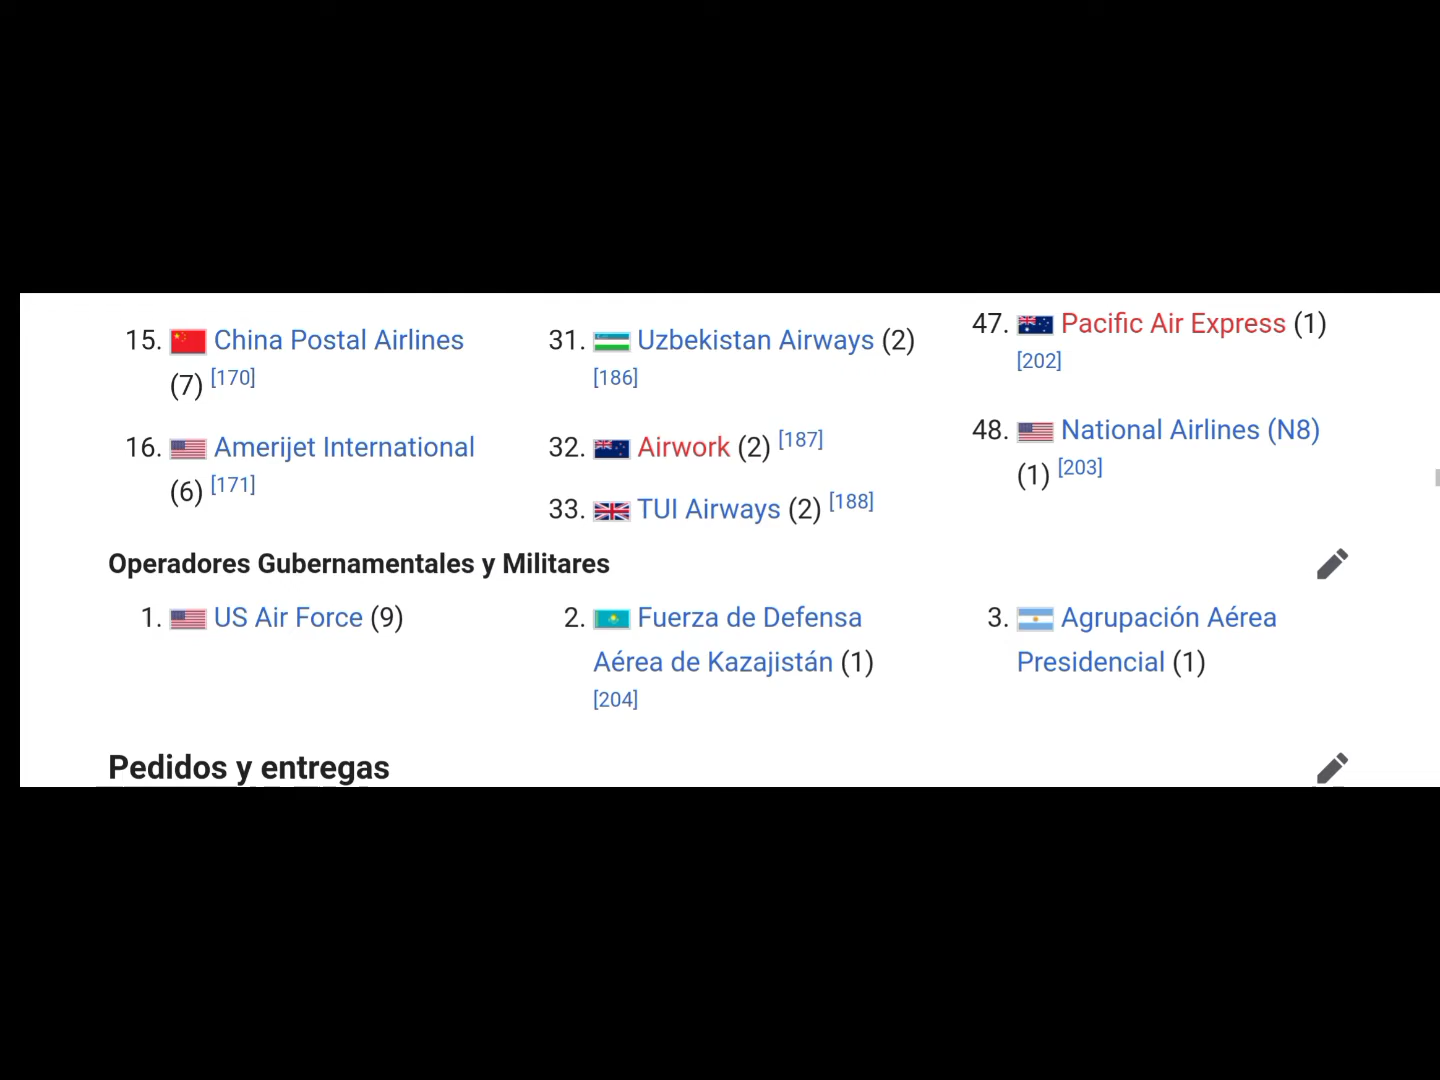 15. China Postal Airlines
(7) [170]
16. Amerijet International
(6) [171]
31. Uzbekistan Airways (2)
[186]
32. Airwork (2) [187]
33. TUI Airways (2) [188]
47. Pacific Air Express (1)
[202]
48. National Airlines (N8)
(1) [203]
Operadores Gubernamentales y Militares
1. US Air Force (9)
2. Fuerza de Defensa
Aérea de Kazajistán (1)
[204]
3. Agrupación Aérea
Presidencial (1)
Pedidos y entregas